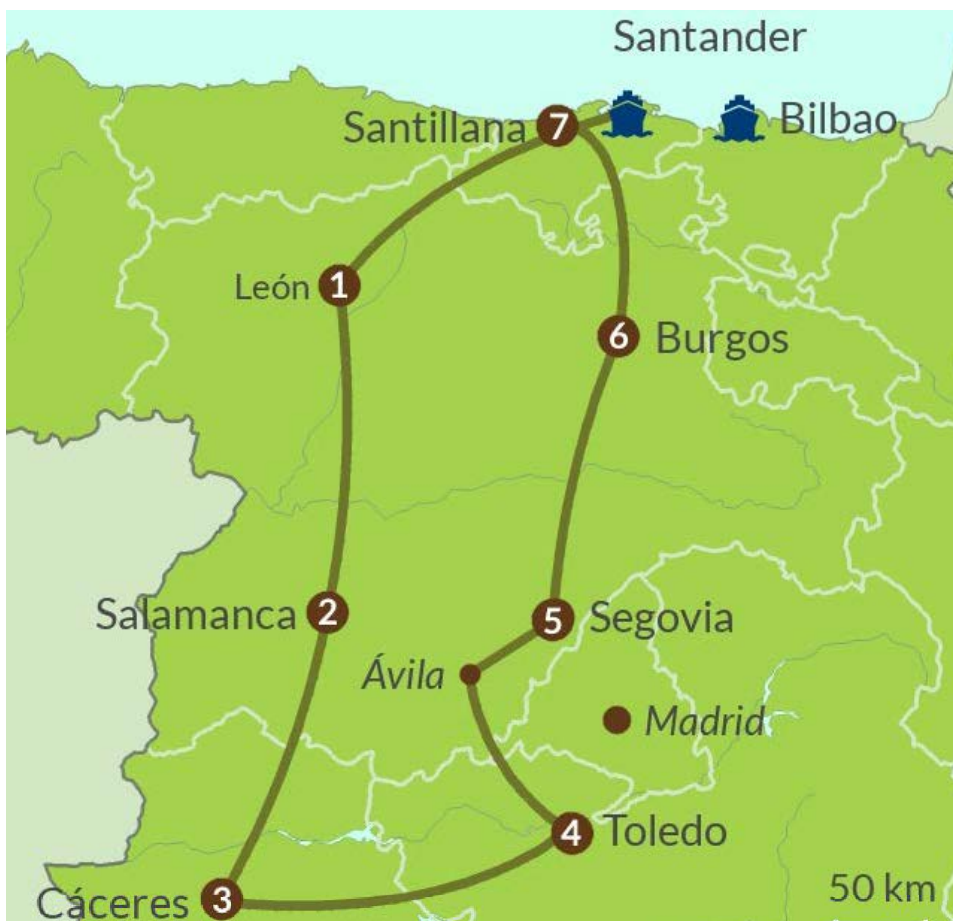 Santander
Santillana 7
Bilbao
León 1
6 Burgos
Salamanca 2
5 Segovia
Ávila
Madrid
4 Toledo
Cáceres 3
50 km